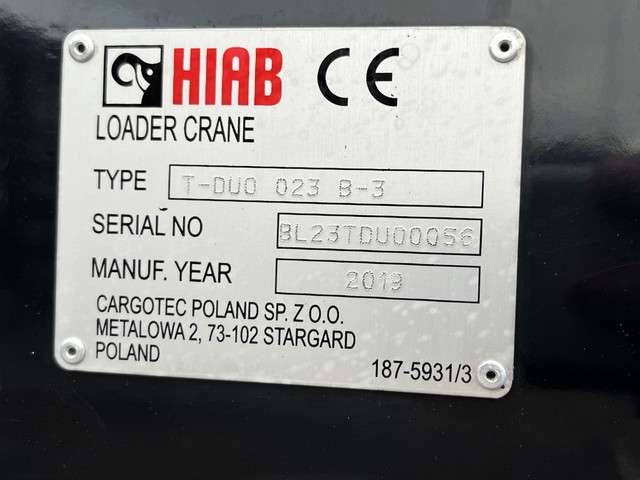 HIAB CE
LOADER CRANE
TYPE T-DUO 023 B-3
SERIAL NO BL23TDU00056
MANUF. YEAR 2019
CARGOTEC POLAND SP. Z O.O.
METALOWA 2, 73-102 STARGARD
POLAND
187-5931/3